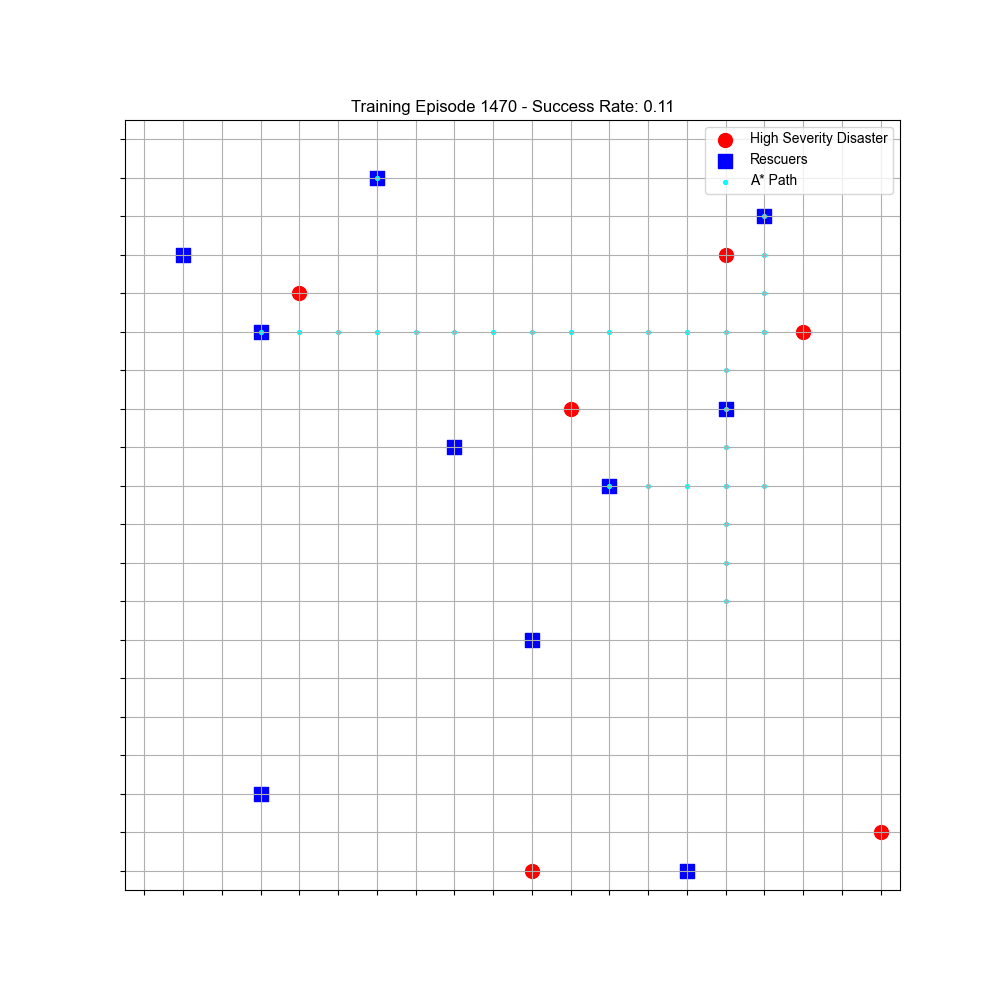 Training Episode 1470 - Success Rate: 0.11
High Severity Disaster
Rescuers
A* Path